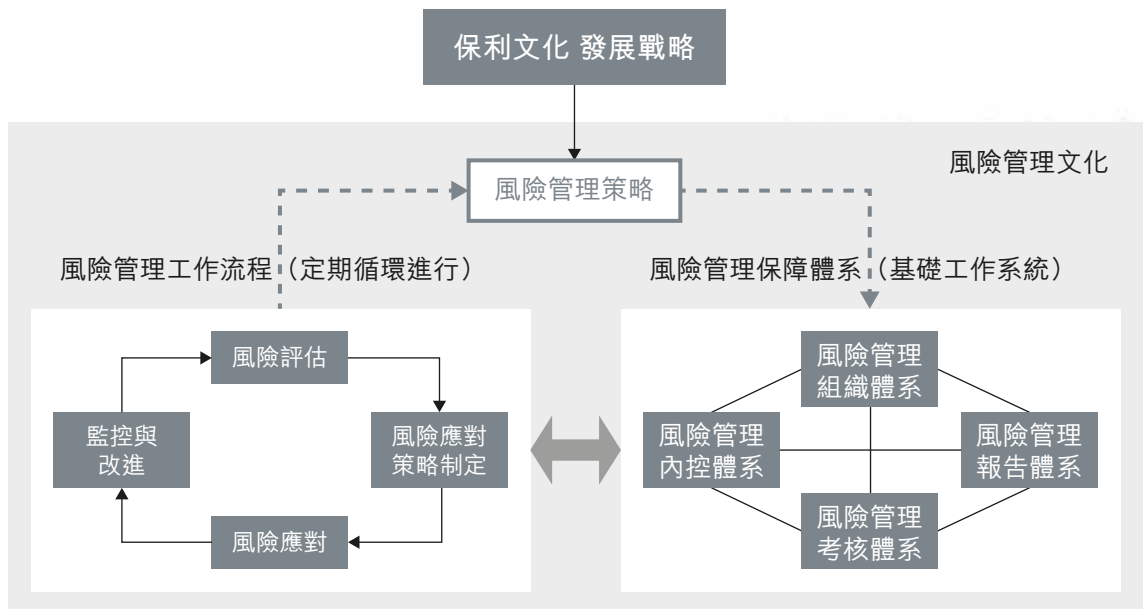 保利文化 發展戰略
風險管理文化
風險管理策略
風險管理工作流程（定期循環進行）
風險管理保障體系（基礎工作系統）
風險評估
監控與
改進
風險應對
策略制定
風險應對
風險管理
組織體系
風險管理
內控體系
風險管理
報告體系
風險管理
考核體系